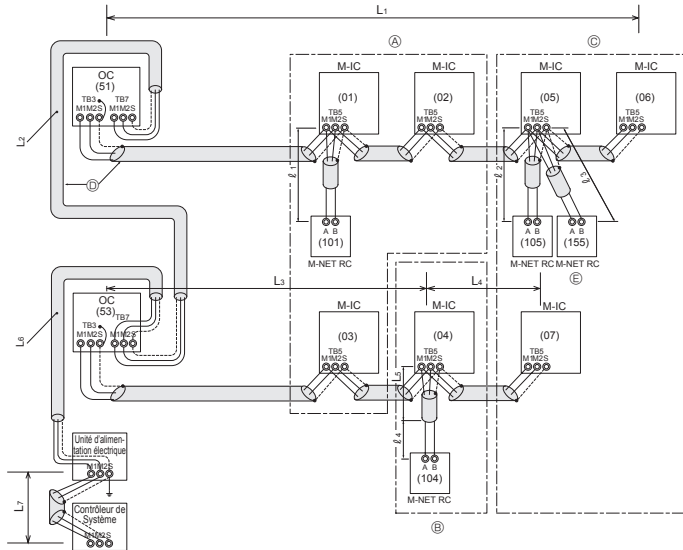 L1
Ⓐ
Ⓒ
OC
(51)
TB3 TB7
M1M2S M1M2S
M-IC
(01)
TB5
M1M2S
M-IC
(02)
TB5
M1M2S
M-IC
(05)
TB5
M1M2S
M-IC
(06)
TB5
M1M2S
L2
Ⓓ
ℓ1
A B
(101)
M-NET RC
ℓ2
ℓ3
A B
(105)
M-NET RC
A B
(155)
M-NET RC
Ⓔ
L3
L4
OC
(53)
TB3 TB7
M1M2S M1M2S
M-IC
(03)
TB5
M1M2S
M-IC
(04)
TB5
M1M2S
M-IC
(07)
TB5
M1M2S
L6
L5
ℓ4
A B
(104)
M-NET RC
Ⓑ
Unité d'alimen-
tation électrique
M1M2S
L7
Contrôleur de
Système
M1M2S